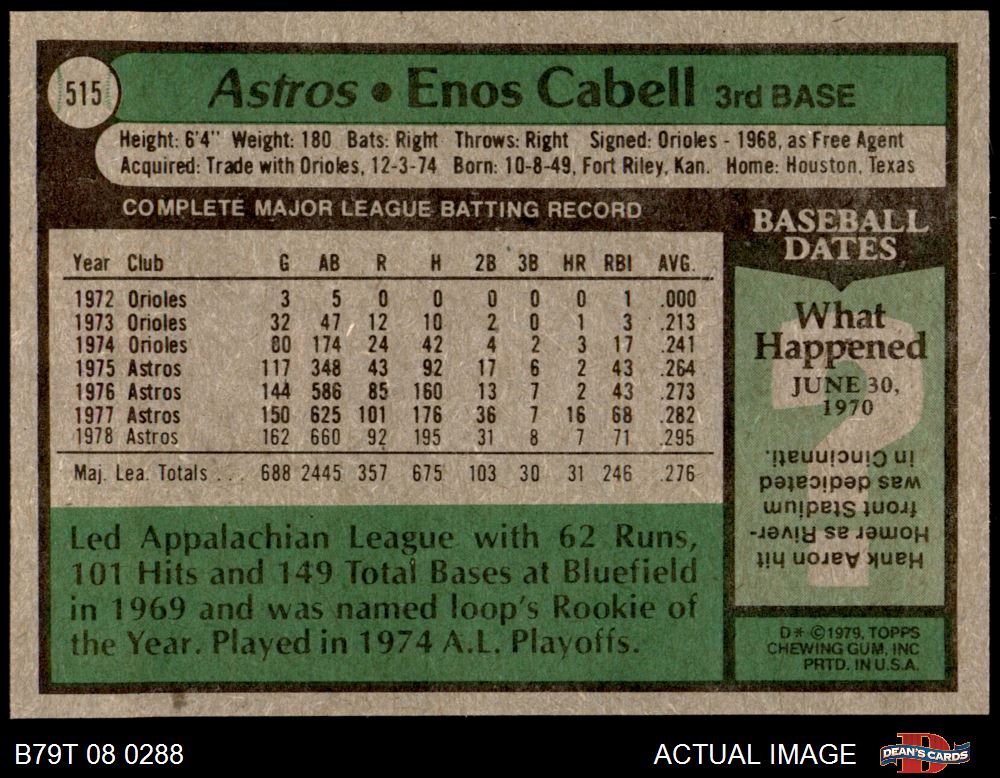 515
Astros • Enos Cabell 3rd BASE
Height: 6'4" Weight: 180 Bats: Right Throws: Right Signed: Orioles - 1968, as Free Agent
Acquired: Trade with Orioles, 12-3-74 Born: 10-8-49, Fort Riley, Kan. Home: Houston, Texas
COMPLETE MAJOR LEAGUE BATTING RECORD
Year Club G AB R H 2B 3B HR RBI AVG.
1972 Orioles 3 5 0 0 0 0 0 1 .000
1973 Orioles 32 47 12 10 2 0 1 3 .213
1974 Orioles 80 174 24 42 4 2 3 17 .241
1975 Astros 117 348 43 92 17 6 2 43 .264
1976 Astros 144 586 85 160 13 7 2 43 .273
1977 Astros 150 625 101 176 36 7 16 68 .282
1978 Astros 162 660 92 195 31 8 7 71 .295
Maj. Lea. Totals ... 688 2445 357 675 103 30 31 246 .276
Led Appalachian League with 62 Runs,
101 Hits and 149 Total Bases at Bluefield
in 1969 and was named loop's Rookie of
the Year. Played in 1974 A.L. Playoffs.
BASEBALL
DATES
What
Happened
JUNE 30,
1970
?
Hank Aaron hit
Homer as River-
front Stadium
was dedicated
in Cincinnati.
D* ©1979, TOPPS
CHEWING GUM, INC
PRTD. IN U.S.A.
B79T 08 0288
ACTUAL IMAGE
D
DEAN'S CARDS